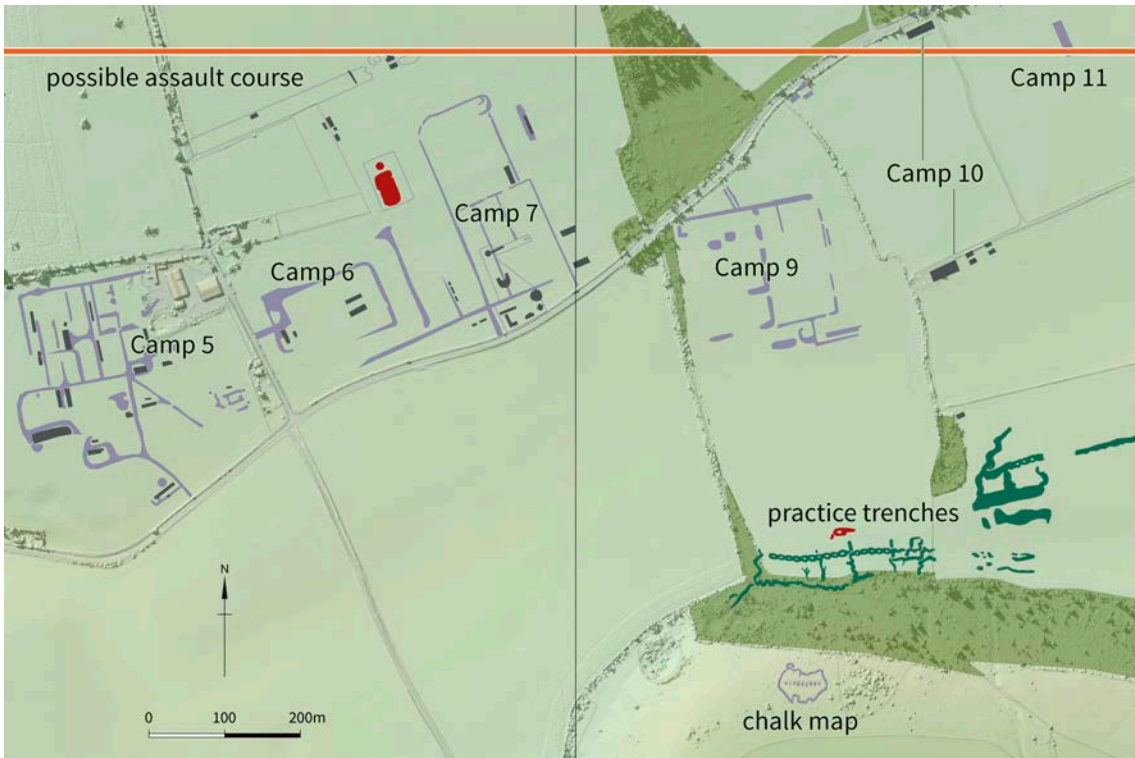 possible assault course
Camp 11
Camp 10
Camp 7
Camp 6
Camp 9
Camp 5
practice trenches
N
0 100 200m
chalk map